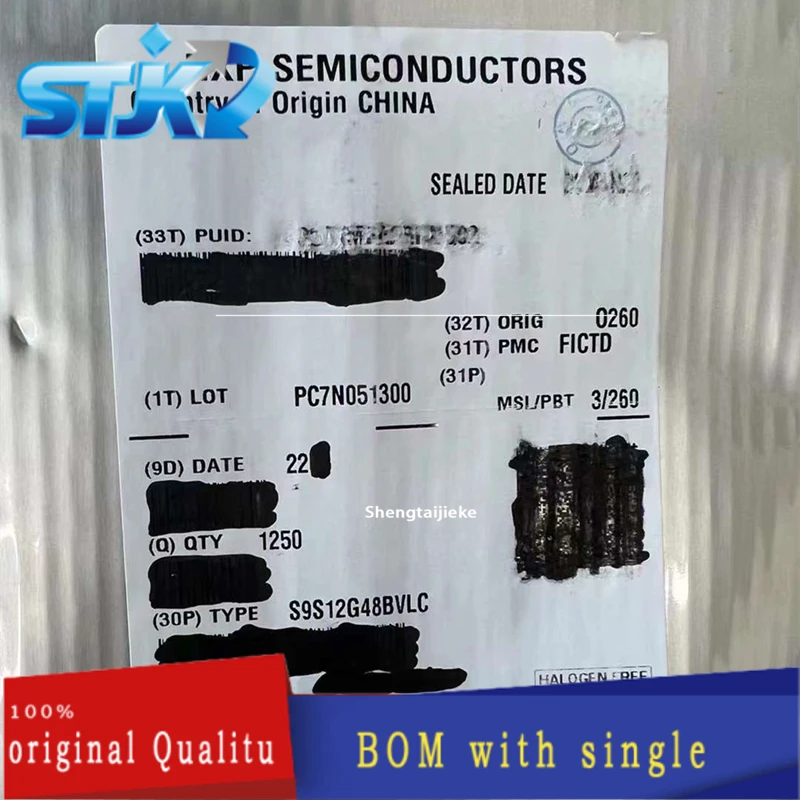 STJK
SEMICONDUCTORS
Origin CHINA
SEALED DATE
(33T) PUID:
(32T) ORIG 0260
(31T) PMC FICTD
(31P)
(1T) LOT PC7N051300
MSL/PBT 3/260
(9D) DATE 22
Shengtaijieke
(Q) QTY 1250
(30P) TYPE S9S12G48BVLC
HALOGEN FREE
100%
original Qualitu
BOM with single